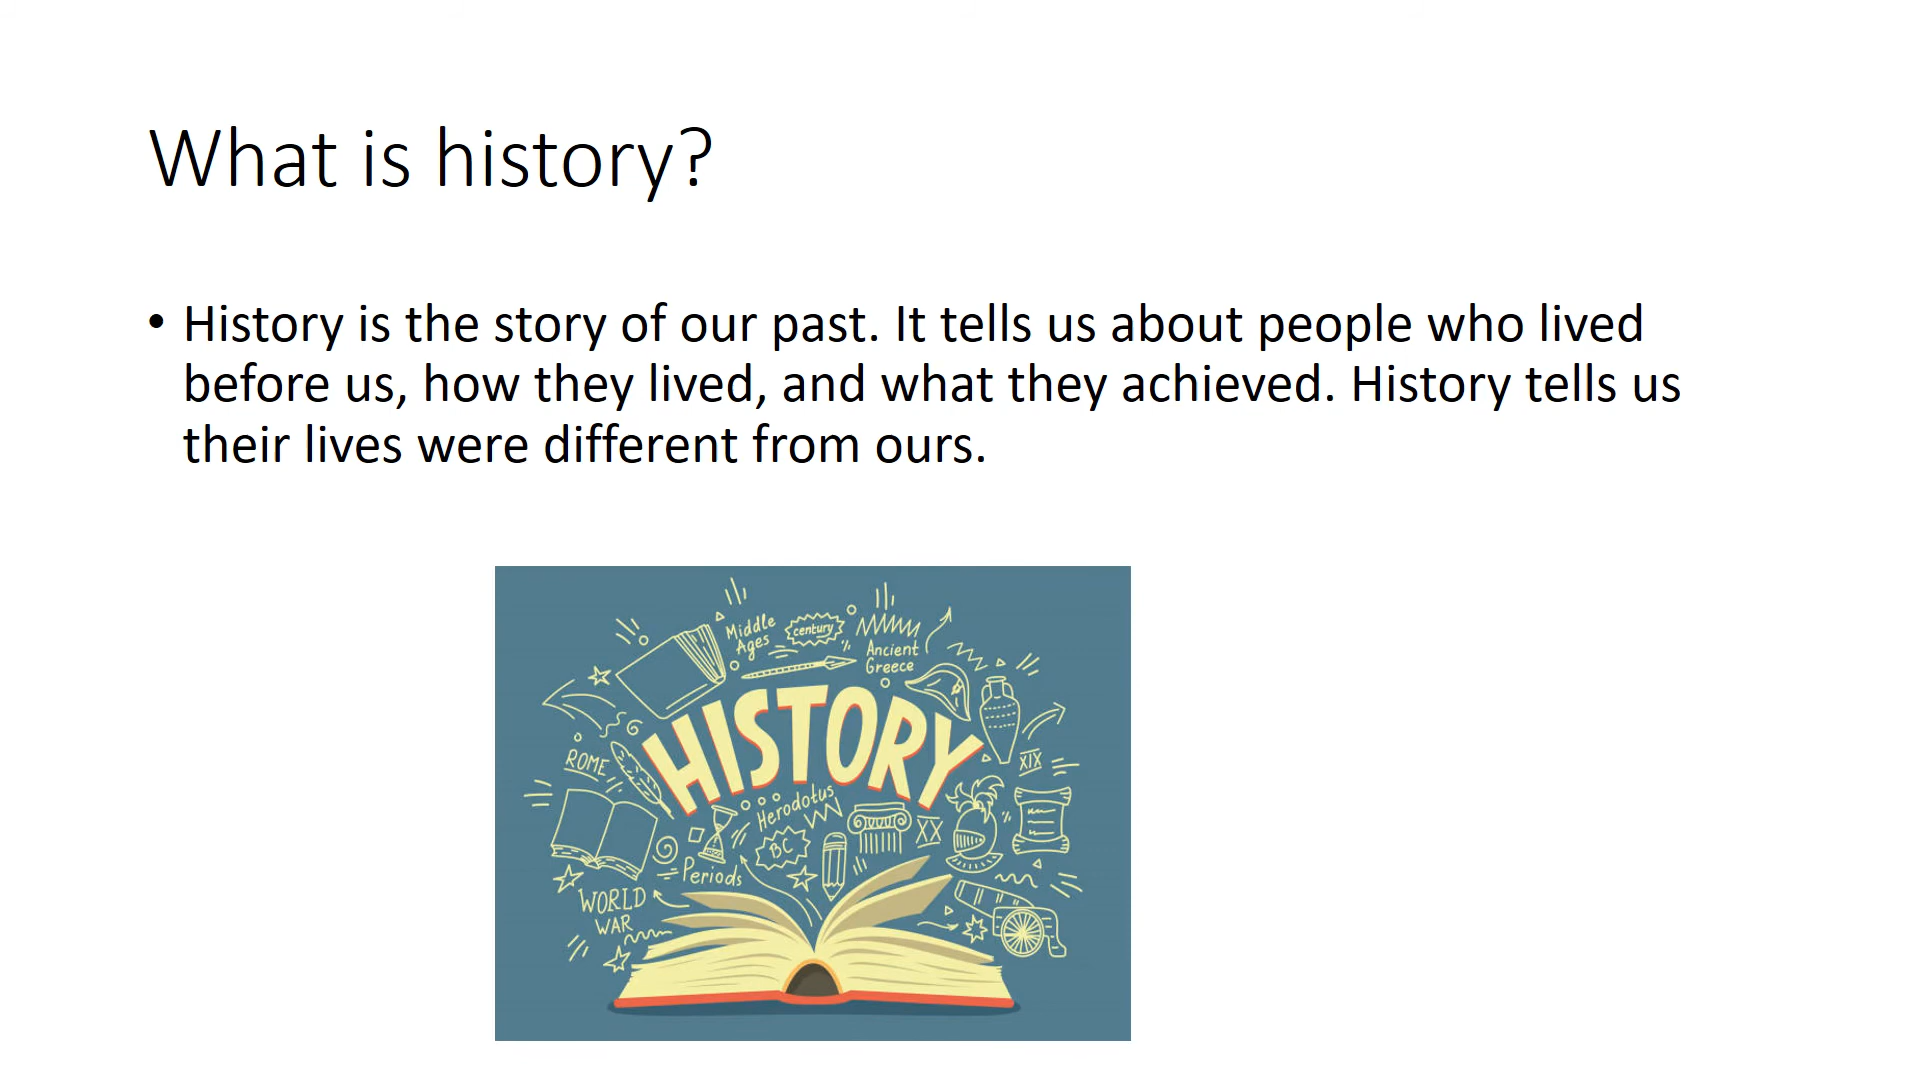 What is history?
• History is the story of our past. It tells us about people who lived
before us, how they lived, and what they achieved. History tells us
their lives were different from ours.
Middle
Ages
century
Ancient
Greece
HISTORY
ROME
XIX
Herodotus
BC
XX
Periods
WORLD
WAR